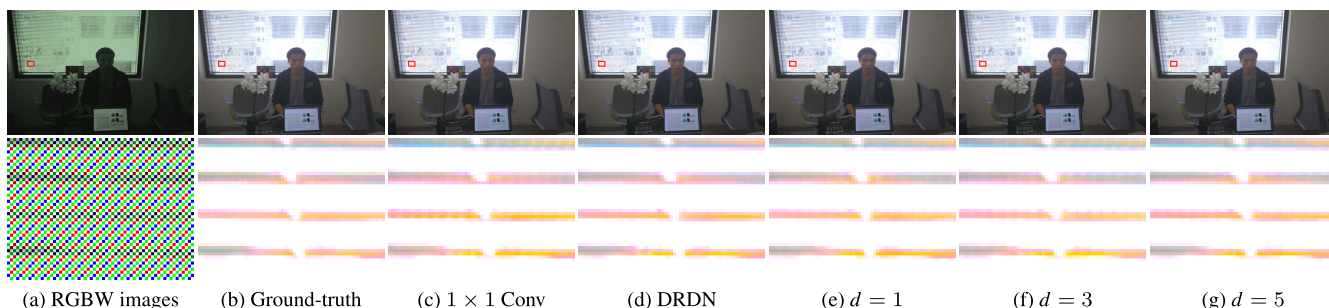 (a) RGBW images
(b) Ground-truth
(c) 1 × 1 Conv
(d) DRDN
(e) d = 1
(f) d = 3
(g) d = 5